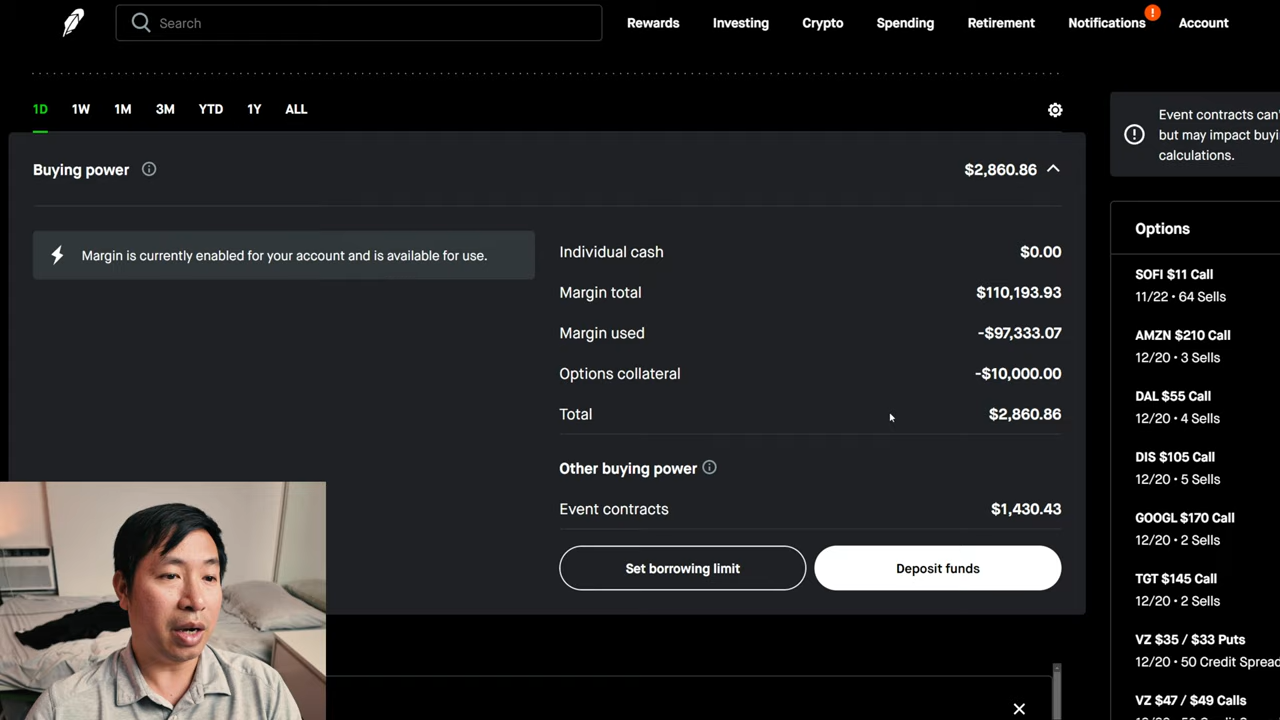 Search
Rewards
Investing
Crypto
Spending
Retirement
Notifications
!
Account
1D
1W
1M
3M
YTD
1Y
ALL
Buying power
$2,860.86
Margin is currently enabled for your account and is available for use.
Individual cash
$0.00
Margin total
$110,193.93
Margin used
-$97,333.07
Options collateral
-$10,000.00
Total
$2,860.86
Other buying power
Event contracts
$1,430.43
Set borrowing limit
Deposit funds
Event contracts can'
but may impact buyi
calculations.
Options
SOFI $11 Call
11/22 • 64 Sells
AMZN $210 Call
12/20 • 3 Sells
DAL $55 Call
12/20 • 4 Sells
DIS $105 Call
12/20 • 5 Sells
GOOGL $170 Call
12/20 • 2 Sells
TGT $145 Call
12/20 • 2 Sells
VZ $35 / $33 Puts
12/20 • 50 Credit Spread
VZ $47 / $49 Calls